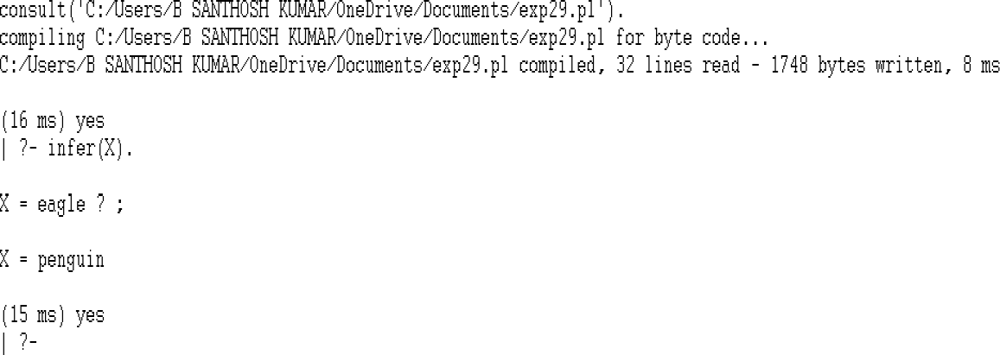 consult('C:/Users/B SANTHOSH KUMAR/OneDrive/Documents/exp29.pl').
compiling C:/Users/B SANTHOSH KUMAR/OneDrive/Documents/exp29.pl for byte code...
C:/Users/B SANTHOSH KUMAR/OneDrive/Documents/exp29.pl compiled, 32 lines read - 1748 bytes written, 8 ms
(16 ms) yes
| ?- infer(X).
X = eagle ? ;
X = penguin
(15 ms) yes
| ?-